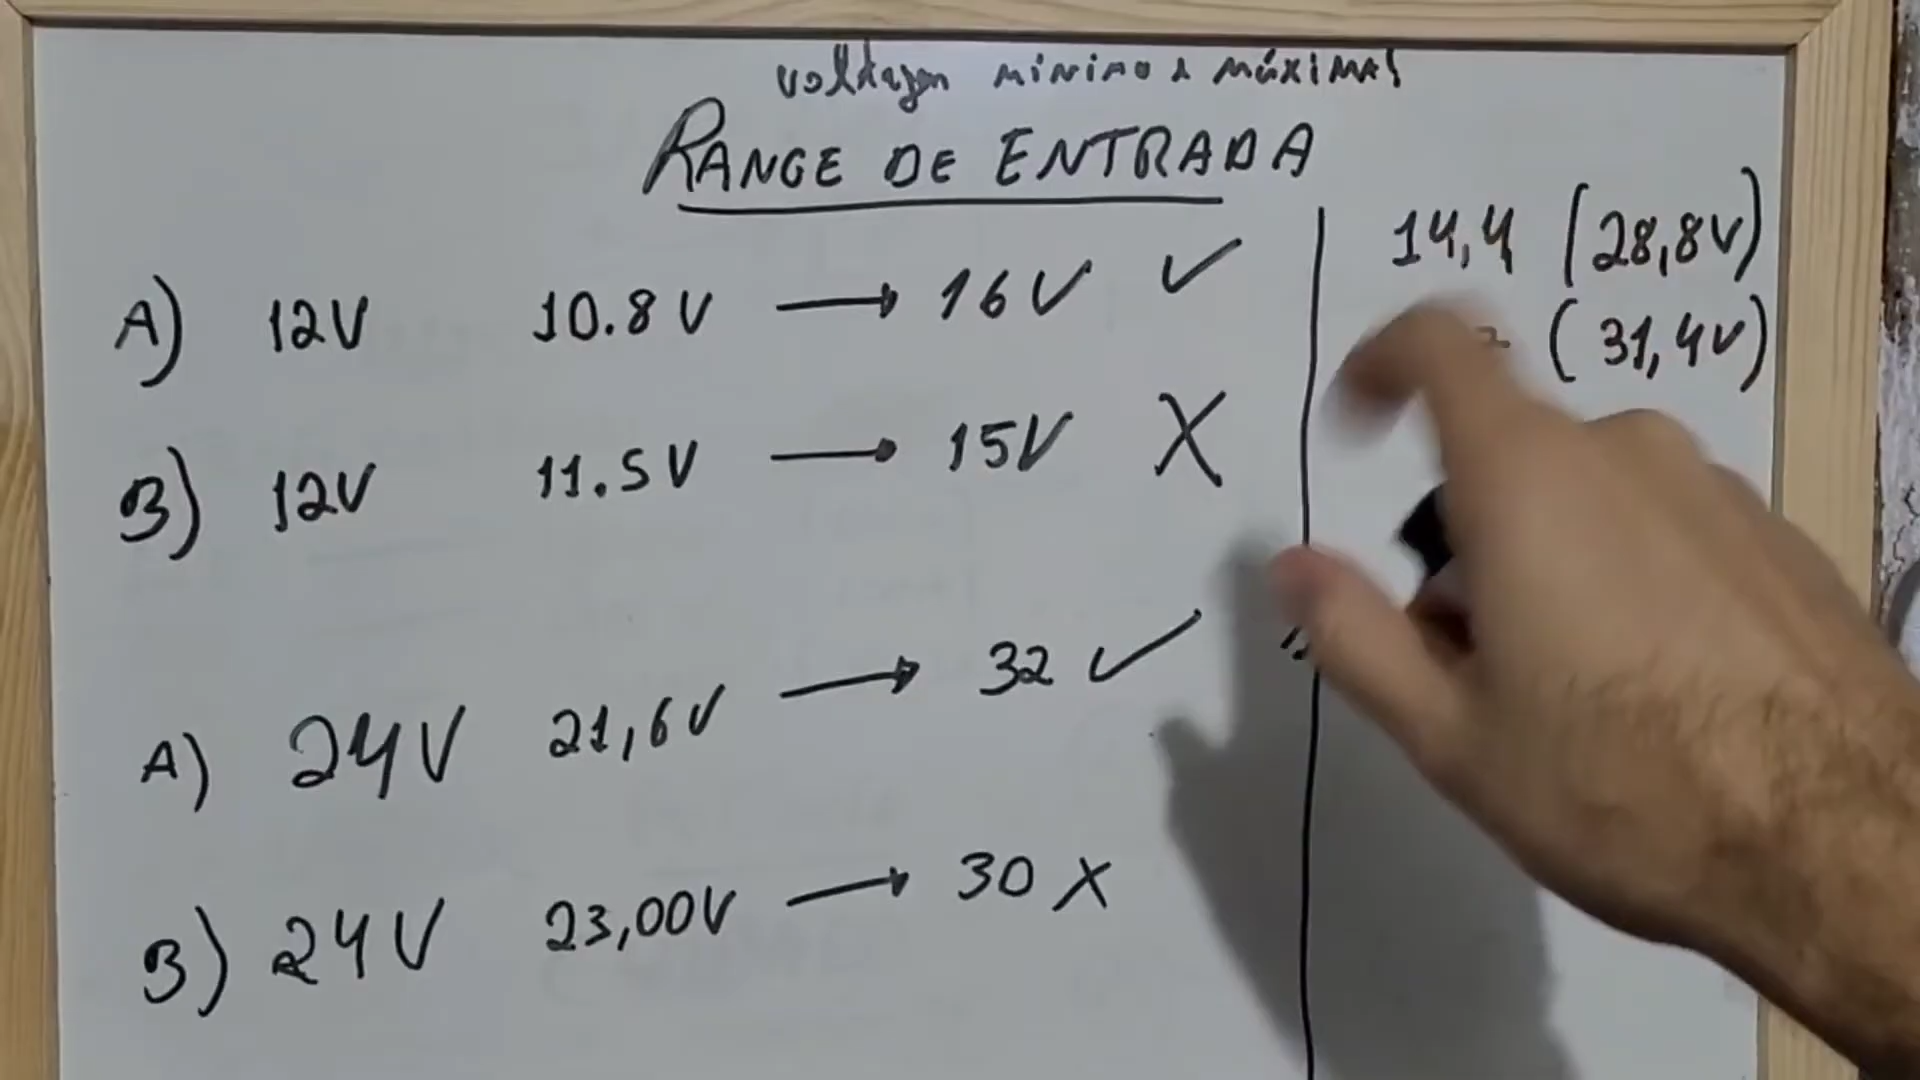 voltagem mínimo e máxima!
RANGE DE ENTRADA
A) 12V 10.8V → 16V ✓
B) 12V 11.5V → 15V X
A) 24V 21,6V → 32 ✓
B) 24V 23,00V → 30 X
14,4 (28,8V)
(31,4V)